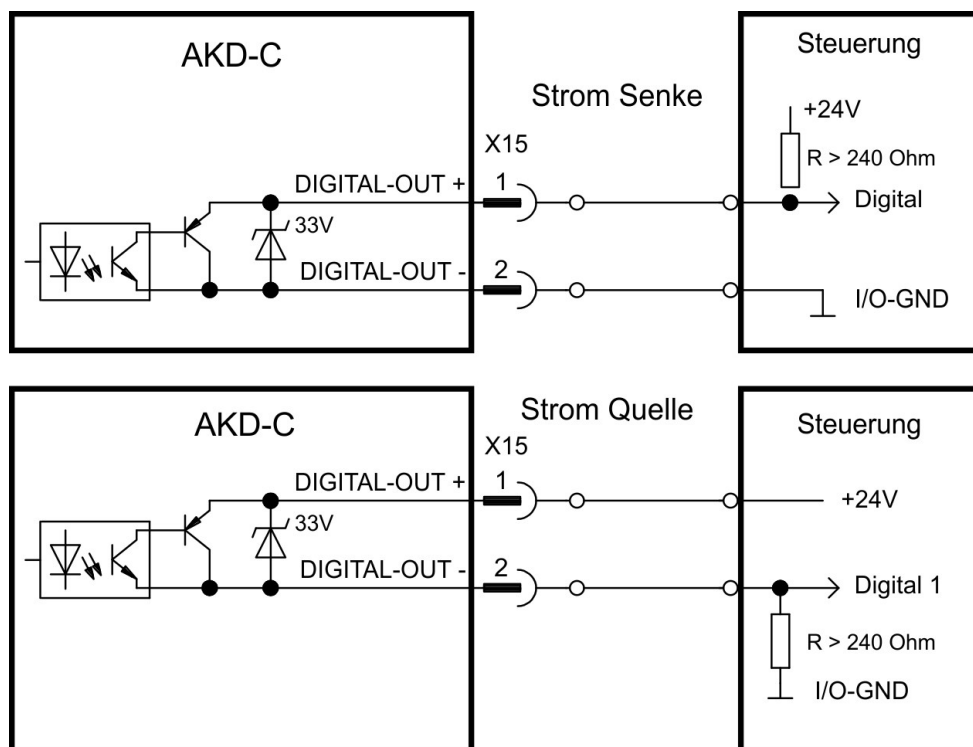 AKD-C
Steuerung
Strom Senke
+24V
X15
R > 240 Ohm
DIGITAL-OUT +
1
Digital
33V
DIGITAL-OUT -
2
I/O-GND
AKD-C
Strom Quelle
Steuerung
X15
DIGITAL-OUT +
1
+24V
33V
DIGITAL-OUT -
2
Digital 1
R > 240 Ohm
I/O-GND